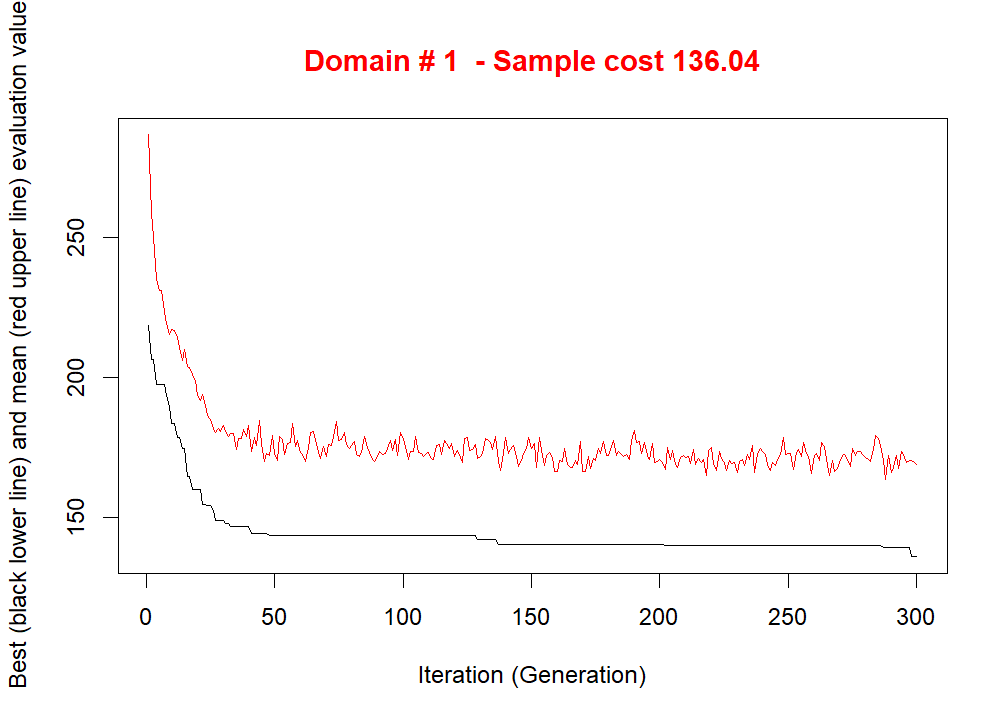 Domain # 1  - Sample cost 136.04
Best (black lower line) and mean (red upper line) evaluation value
250
200
150
0 50 100 150 200 250 300
Iteration (Generation)